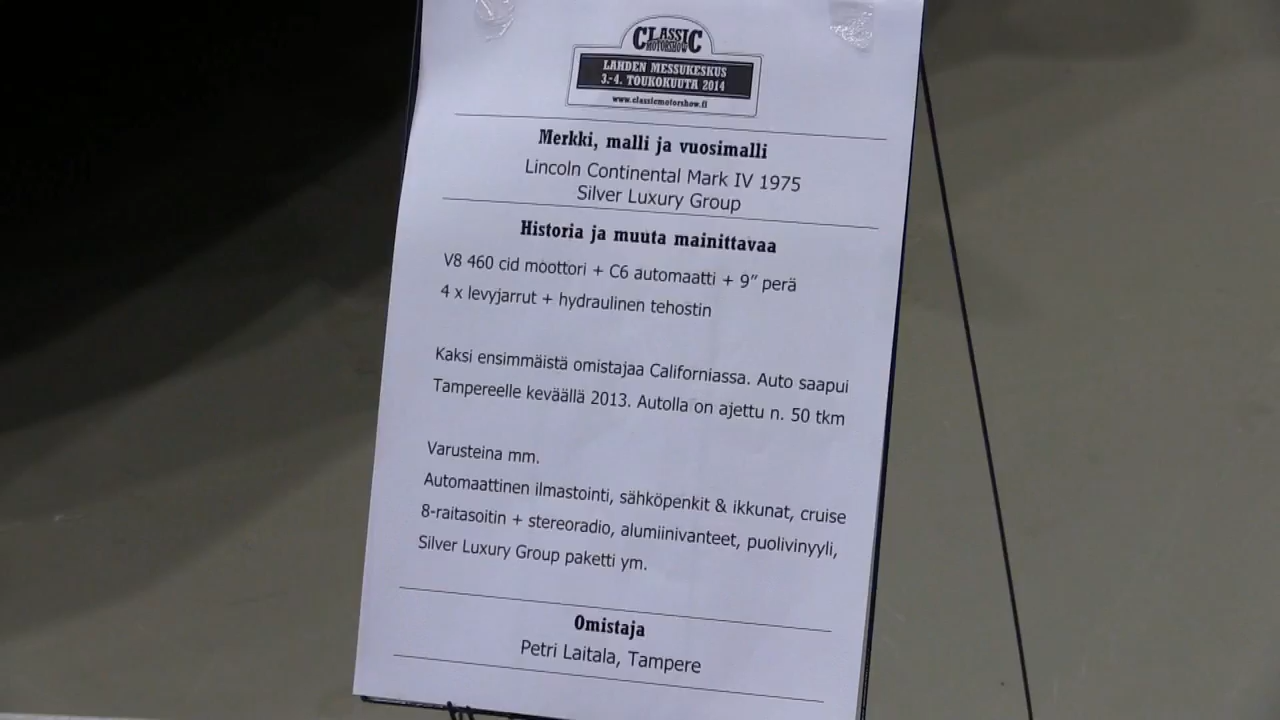 CLASSIC
MOTORSHOW
LAHDEN MESSUKESKUS
3.-4. TOUKOKUUTA 2014
www.classicmotorshow.fi
Merkki, malli ja vuosimalli
Lincoln Continental Mark IV 1975
Silver Luxury Group
Historia ja muuta mainittavaa
V8 460 cid moottori + C6 automaatti + 9” perä
4 x levyjarrut + hydraulinen tehostin
Kaksi ensimmäistä omistajaa Californiassa. Auto saapui
Tampereelle keväällä 2013. Autolla on ajettu n. 50 tkm
Varusteina mm.
Automaattinen ilmastointi, sähköpenkit & ikkunat, cruise
8-raitasoitin + stereoradio, alumiinivanteet, puolivinyyli,
Silver Luxury Group paketti ym.
Omistaja
Petri Laitala, Tampere